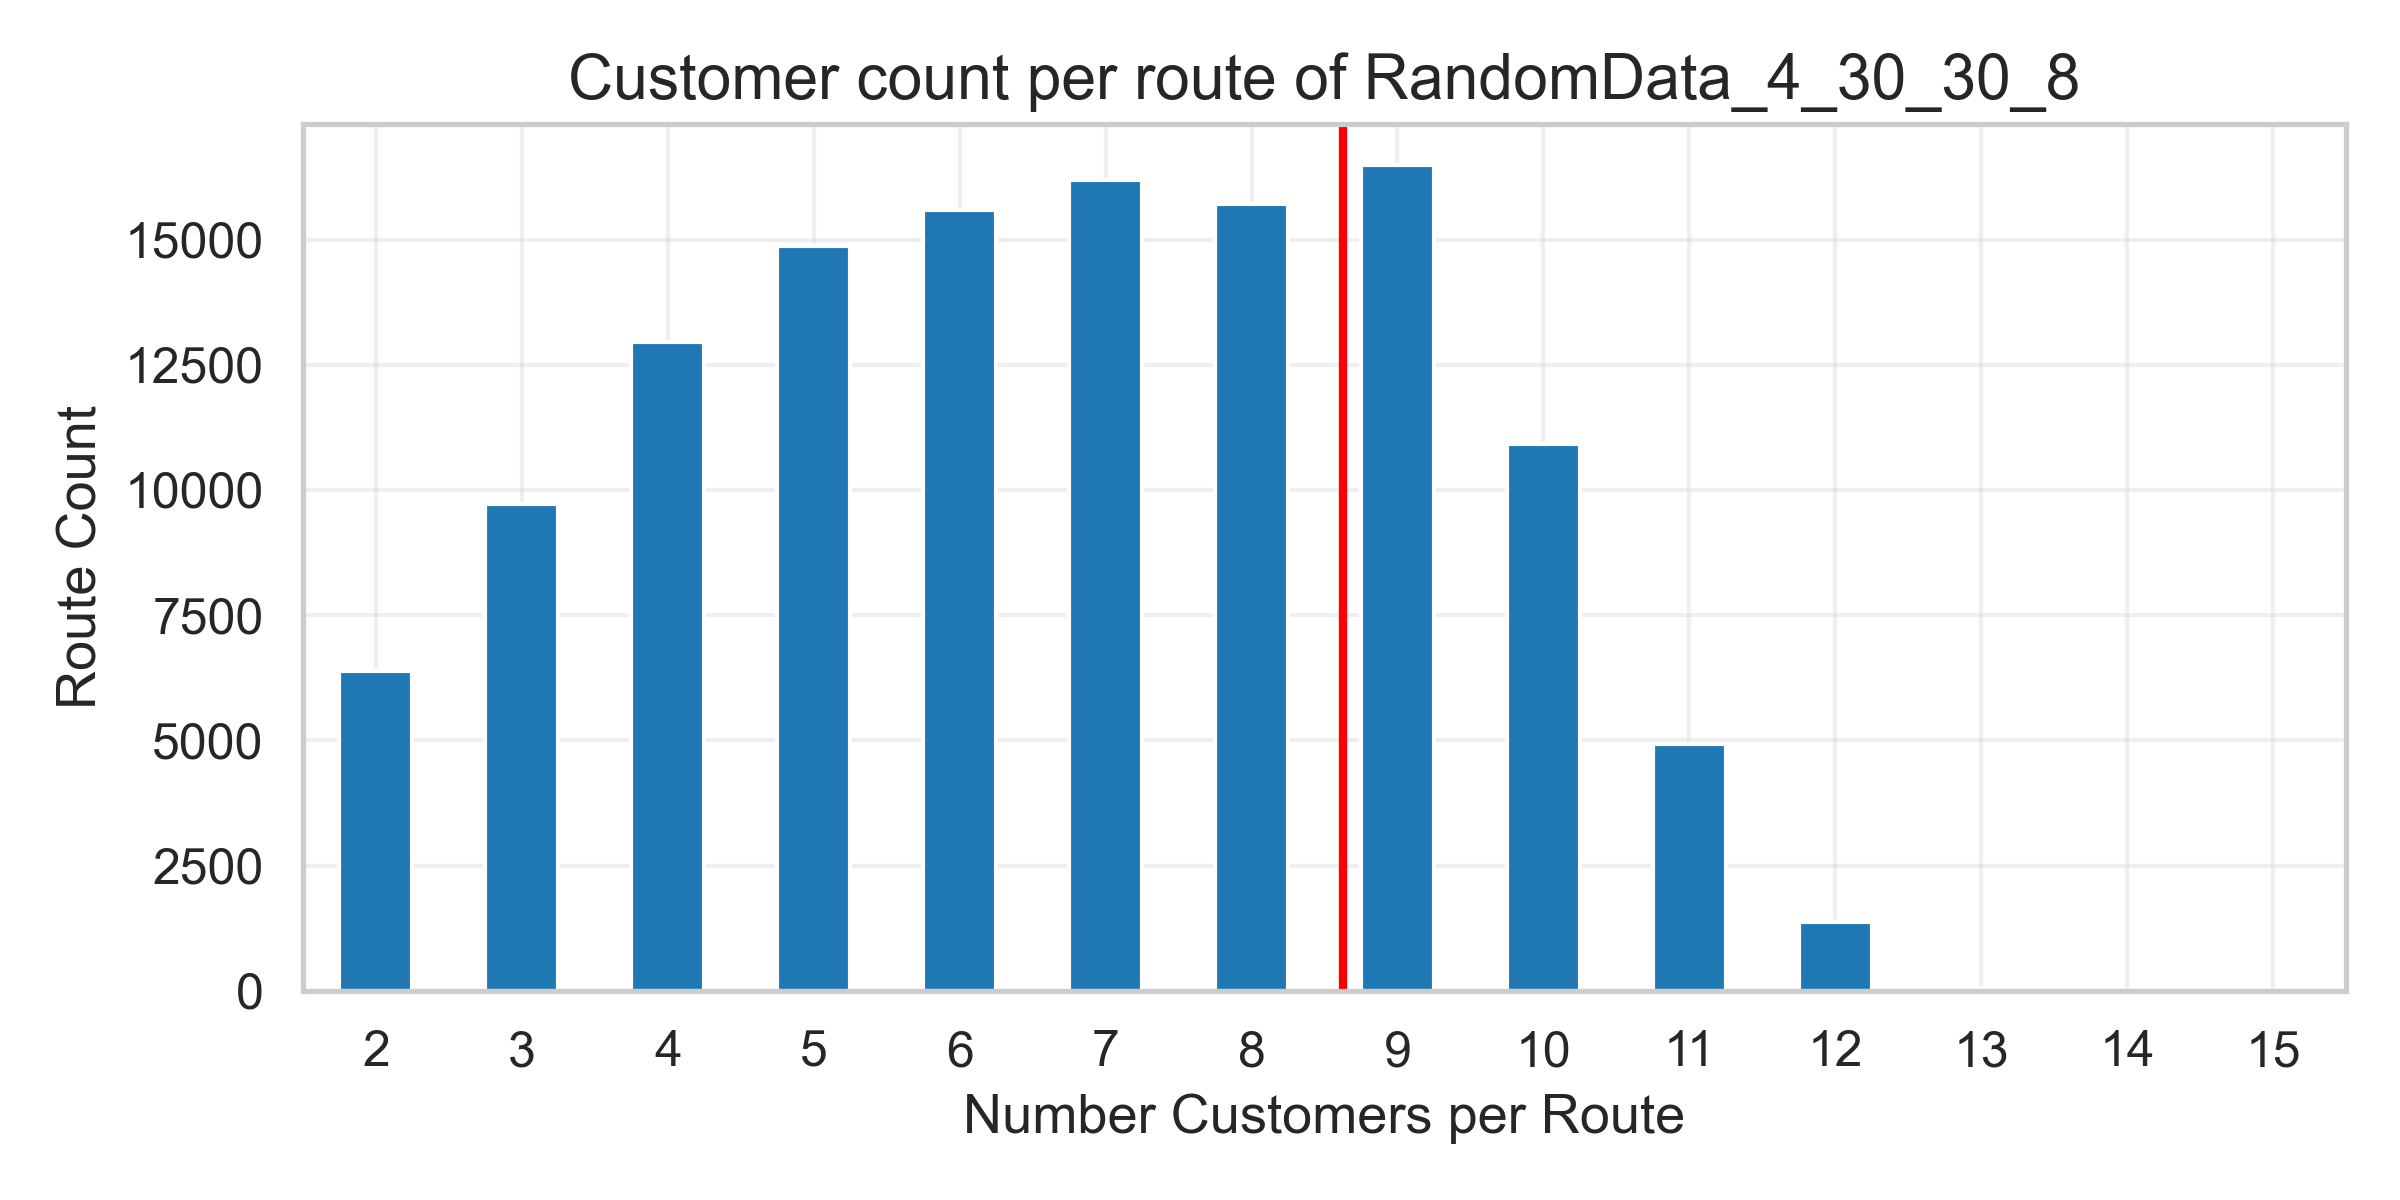 Customer count per route of RandomData_4_30_30_8
Route Count
15000
12500
10000
7500
5000
2500
0
2 3 4 5 6 7 8 9 10 11 12 13 14 15
Number Customers per Route